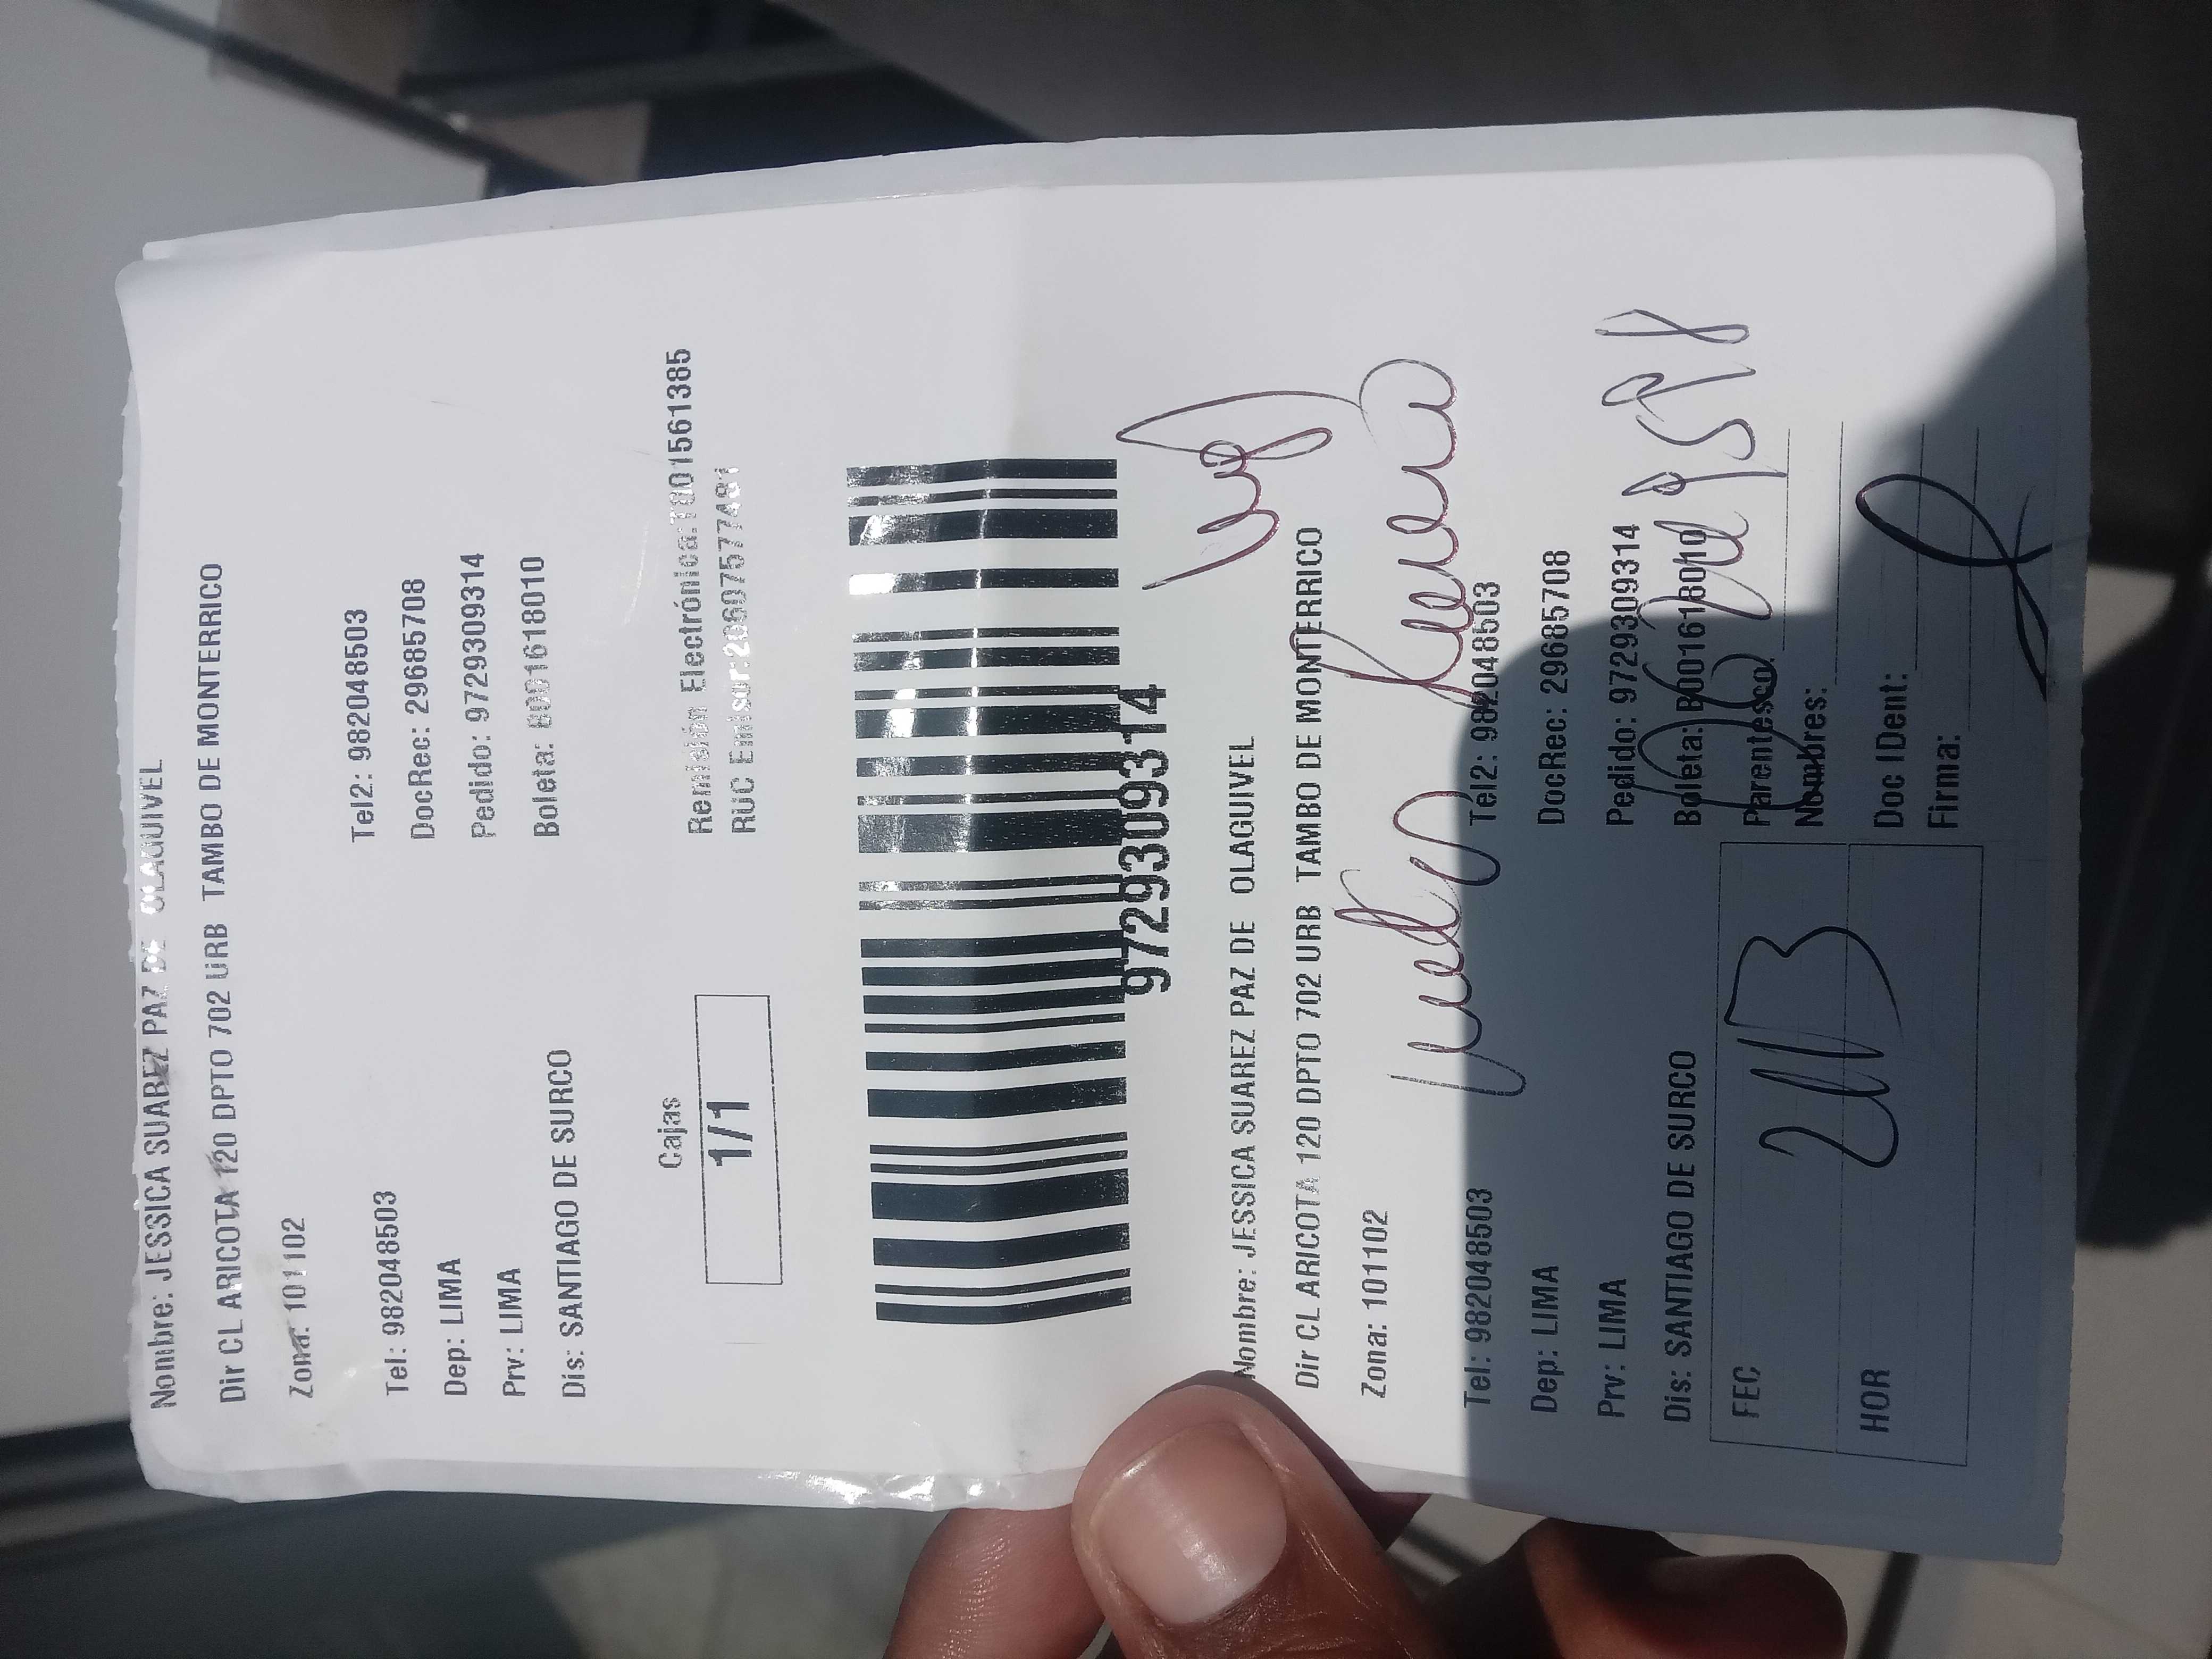 Nombre: JESSICA SUAREZ PAZ DE OLAGUIVEL
Dir CL ARICOTA 120 DPTO 702 URB TAMBO DE MONTERRICO
Zona: 101102
Tel: 982048503 Tel2: 982048503
Dep: LIMA DocRec: 29685708
Prv: LIMA Pedido: 9729309314
Dis: SANTIAGO DE SURCO Boleta: B001618010
Cajas
1/1
Remisión Electrónica:T001561385
RUC Emisor:
9729309314
Nombre: JESSICA SUAREZ PAZ DE OLAGUIVEL
Dir CL ARICOTA 120 DPTO 702 URB TAMBO DE MONTERRICO
Zona: 101102
Tel: 982048503 Tel2: 982048503
Dep: LIMA DocRec: 29685708
Prv: LIMA Pedido: 9729309314
Dis: SANTIAGO DE SURCO Boleta: B001618010
FEC Parentesco:
Nombres:
HOR Doc IDent:
Firma: